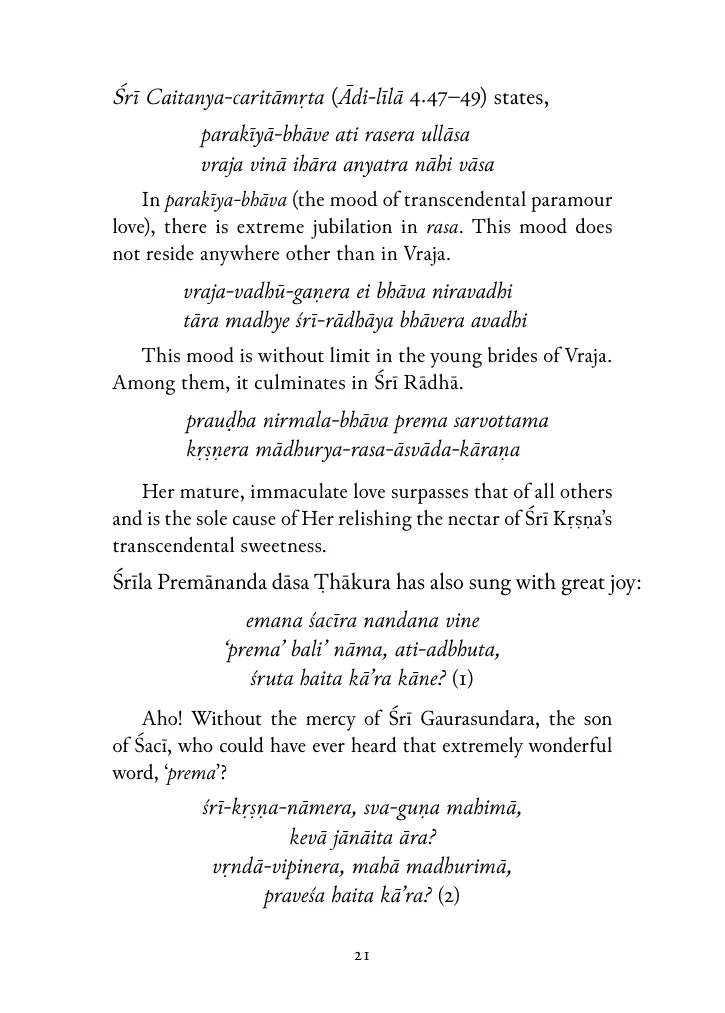 Śrī Caitanya-caritāmṛta (Ādi-līlā 4.47–49) states,
parakīyā-bhāve ati rasera ullāsa
vraja vinā ihāra anyatra nāhi vāsa
In parakīya-bhāva (the mood of transcendental paramour
love), there is extreme jubilation in rasa. This mood does
not reside anywhere other than in Vraja.
vraja-vadhū-gaṇera ei bhāva niravadhi
tāra madhye śrī-rādhāya bhāvera avadhi
This mood is without limit in the young brides of Vraja.
Among them, it culminates in Śrī Rādhā.
prauḍha nirmala-bhāva prema sarvottama
kṛṣṇera mādhurya-rasa-āsvāda-kāraṇa
Her mature, immaculate love surpasses that of all others
and is the sole cause of Her relishing the nectar of Śrī Kṛṣṇa’s
transcendental sweetness.
Śrīla Premānanda dāsa Ṭhākura has also sung with great joy:
emana śacīra nandana vine
‘prema’ bali’ nāma, ati-adbhuta,
śruta haita kā’ra kāne? (1)
Aho! Without the mercy of Śrī Gaurasundara, the son
of Śacī, who could have ever heard that extremely wonderful
word, ‘prema’?
śrī-kṛṣṇa-nāmera, sva-guṇa mahimā,
kevā jānāita āra?
vṛndā-vipinera, mahā madhurimā,
praveśa haita kā’ra? (2)
21